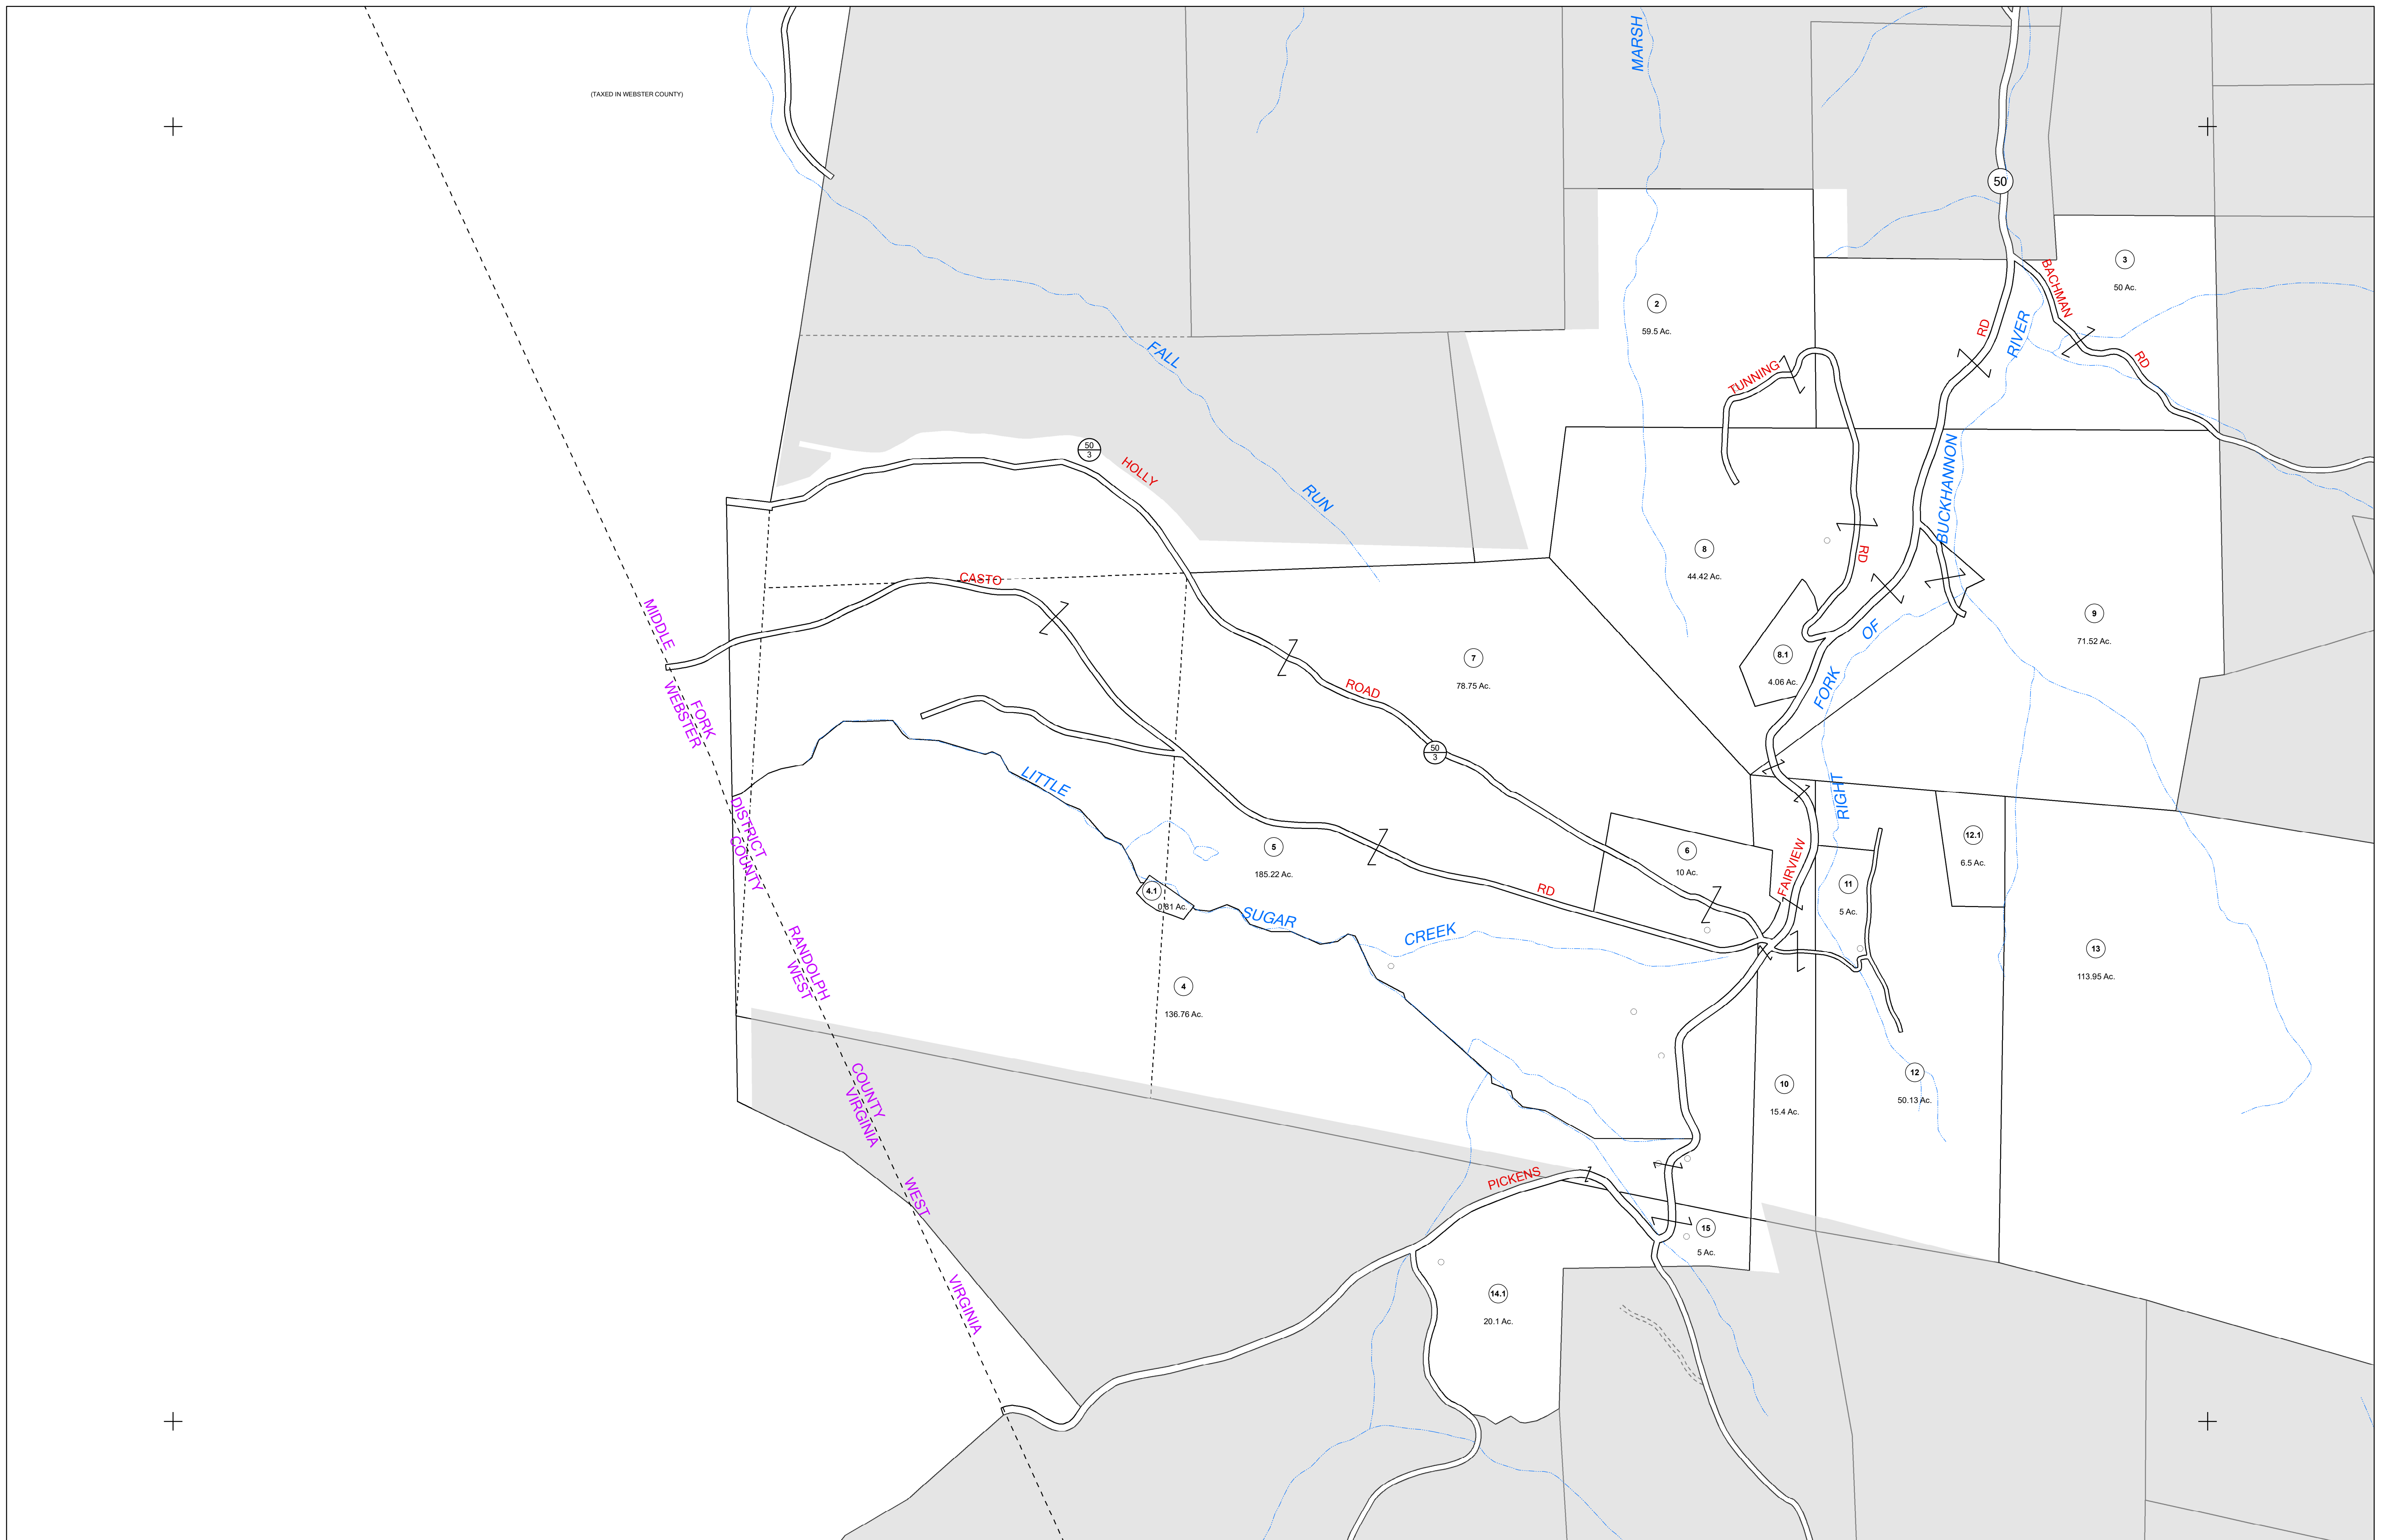 (TAXED IN WEBSTER COUNTY)
MARSH
50
BACHMAN
RD
3
50 Ac.
2
59.5 Ac.
RD
RIVER
TUNNING
RD
FALL
RUN
50
3
HOLLY
ROAD
50
3
CASTO
RD
BUCKHANNON
OF
FORK
RIGHT
8
44.42 Ac.
8.1
4.06 Ac.
9
71.52 Ac.
7
78.75 Ac.
MIDDLE
FORK
DISTRICT
WEBSTER
COUNTY
RANDOLPH
COUNTY
WEST
VIRGINIA
WEST
VIRGINIA
LITTLE
SUGAR
CREEK
5
185.22 Ac.
6
10 Ac.
FAIRVIEW
11
5 Ac.
12.1
6.5 Ac.
4.1
0.81 Ac.
4
136.76 Ac.
13
113.95 Ac.
10
15.4 Ac.
12
50.13 Ac.
PICKENS
15
5 Ac.
14.1
20.1 Ac.